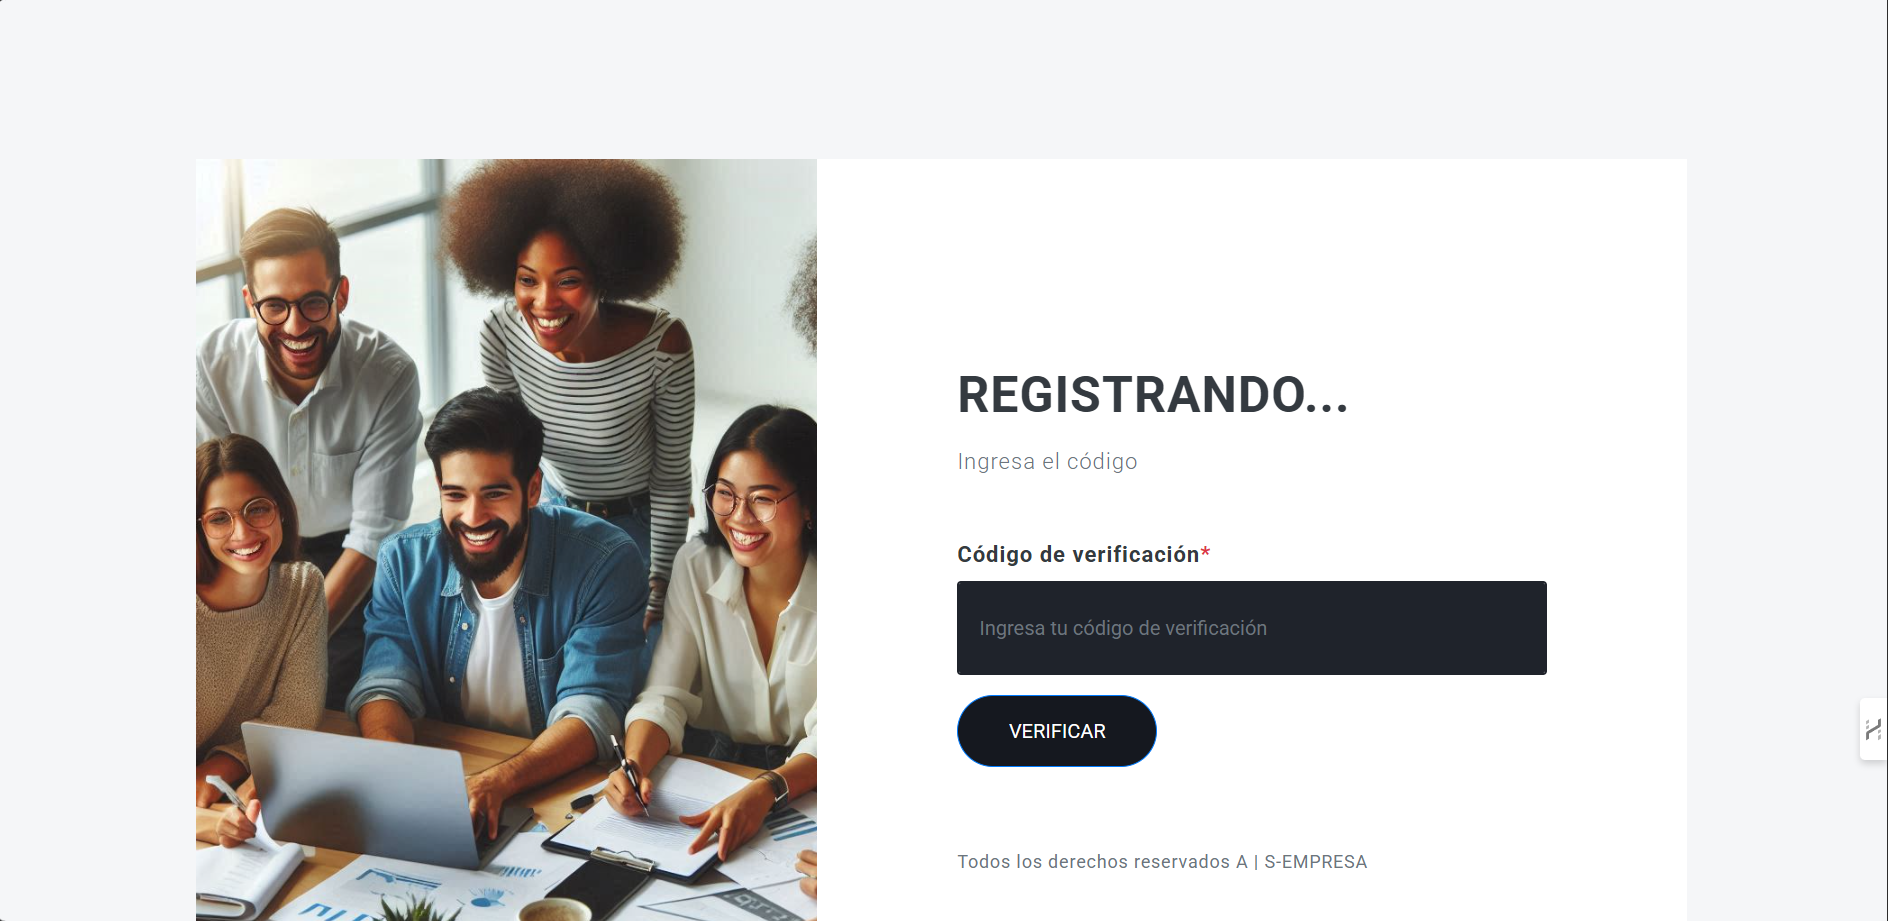 REGISTRANDO...
Ingresa el código
Código de verificación*
Ingresa tu código de verificación
VERIFICAR
Todos los derechos reservados A | S-EMPRESA